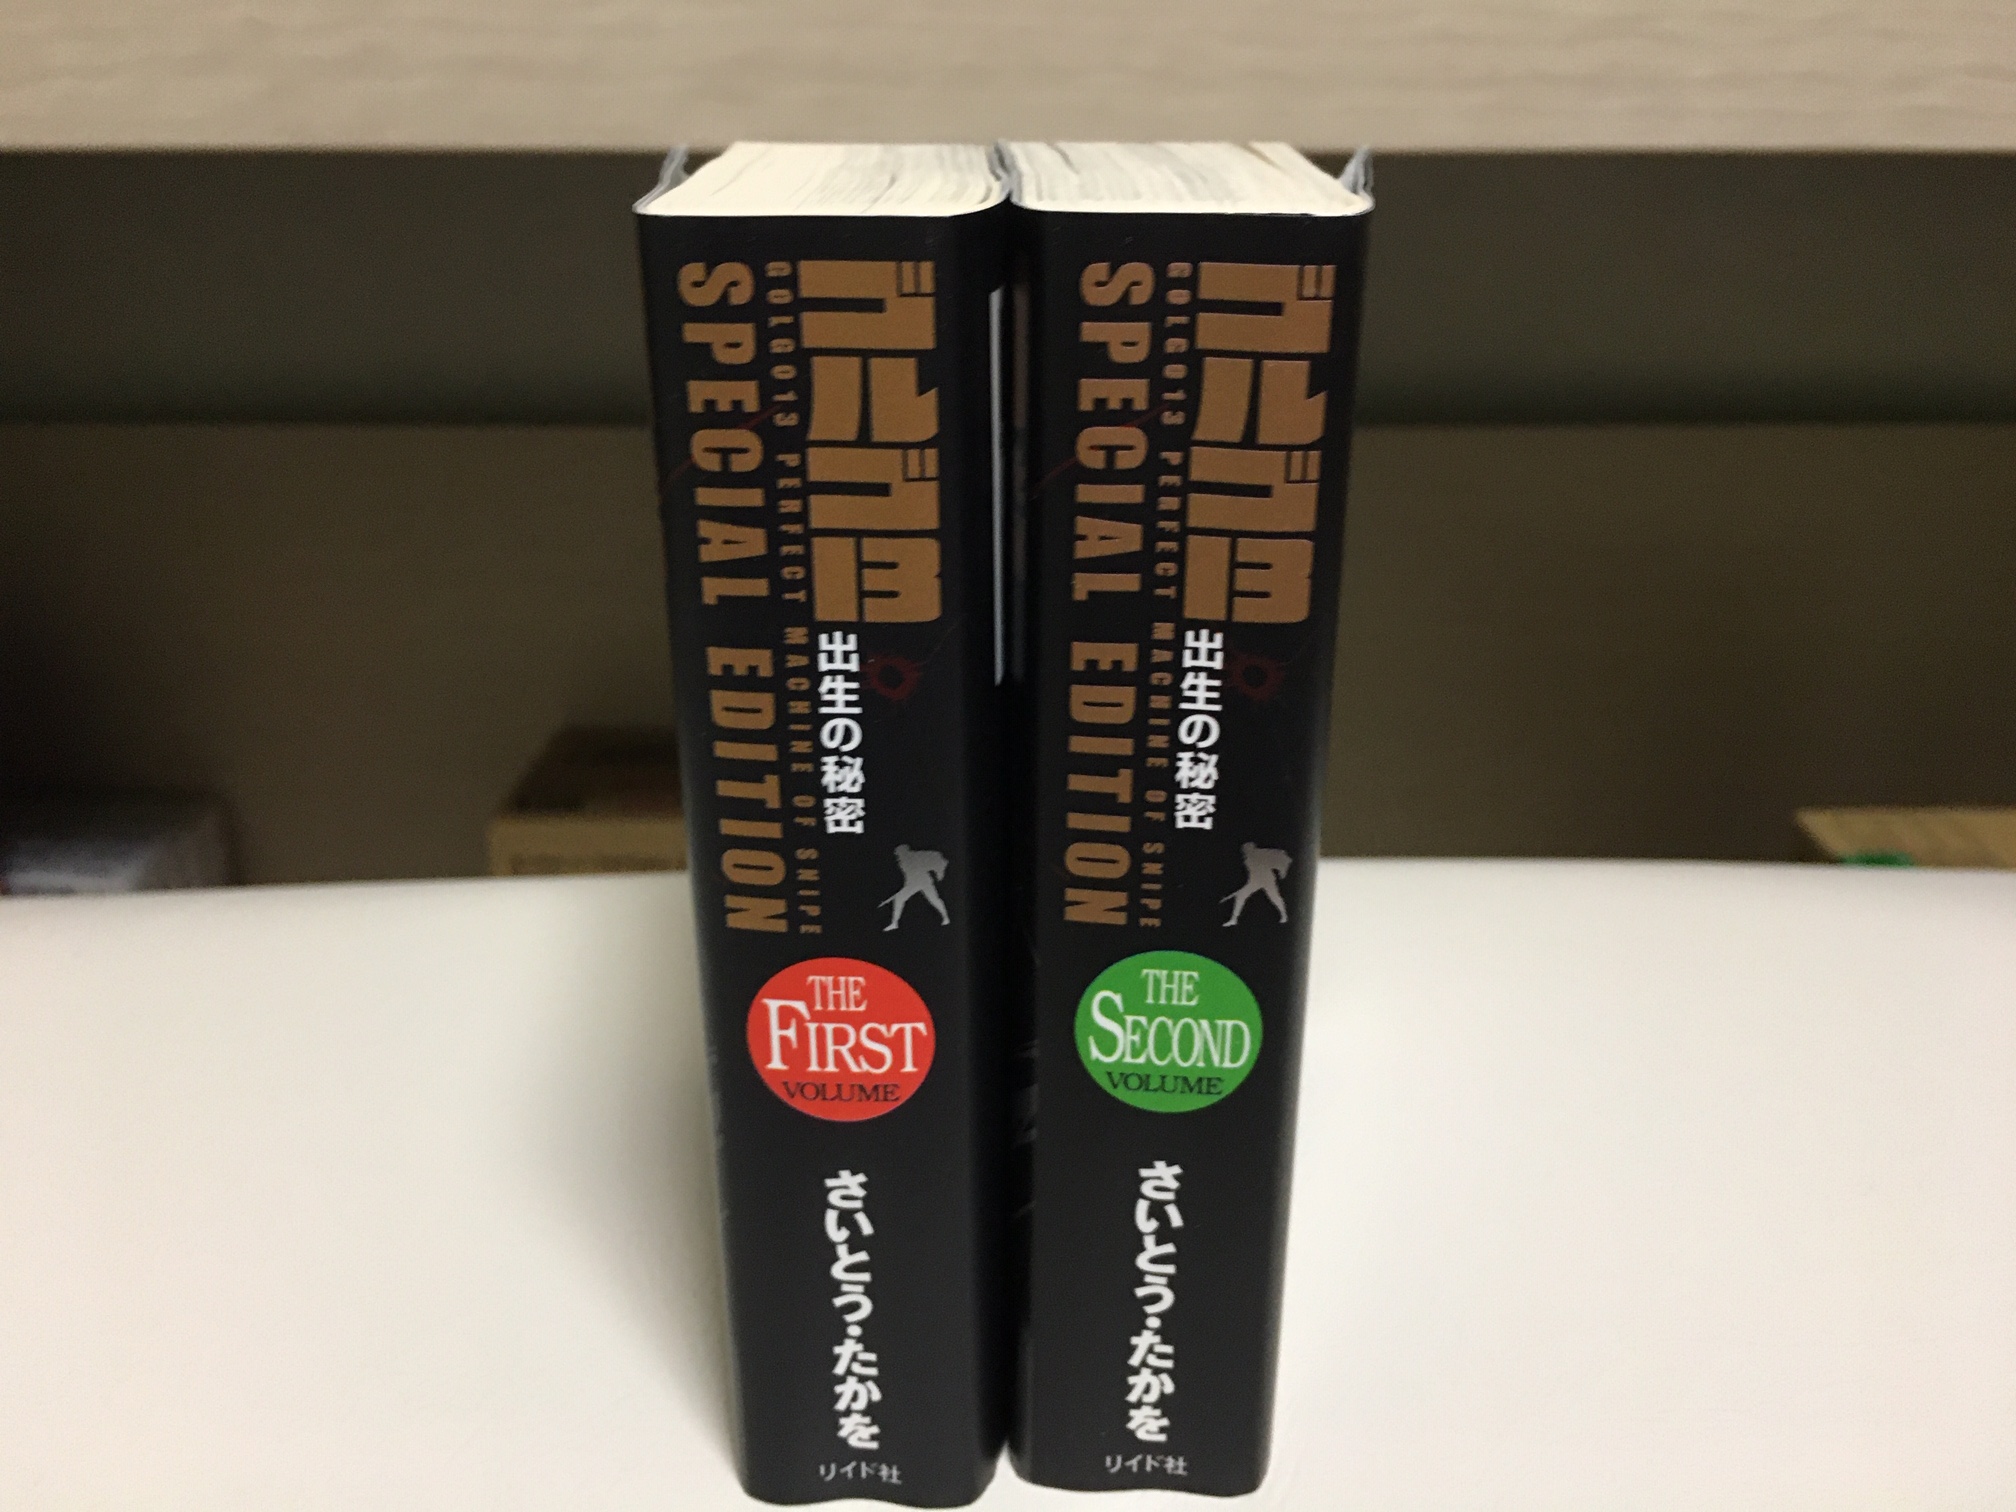 ゴルゴ13
GOLGO13 PERFECT MACHINE OF SNIPE
SPECIAL EDITION
出生の秘密
THE
FIRST
VOLUME
さいとう・たかを
リイド社
ゴルゴ13
GOLGO13 PERFECT MACHINE OF SNIPE
SPECIAL EDITION
出生の秘密
THE
SECOND
VOLUME
さいとう・たかを
リイド社